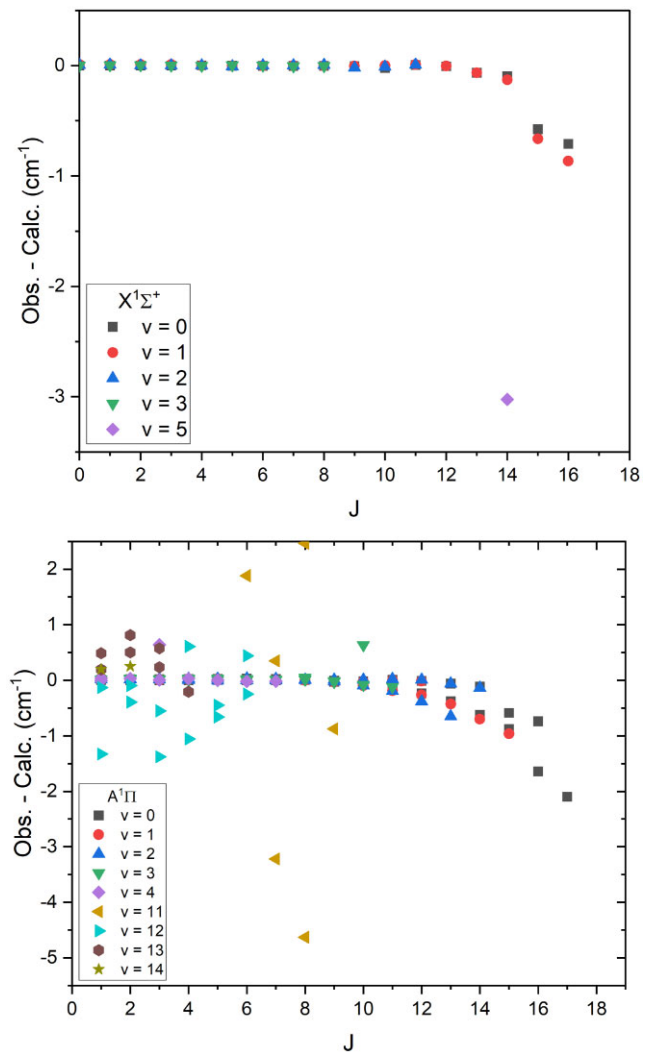 0
-1
-2
-3
Obs. - Calc. (cm⁻¹)
X¹Σ⁺
v = 0
v = 1
v = 2
v = 3
v = 5
0 2 4 6 8 10 12 14 16 18
J
2
1
0
-1
-2
-3
-4
-5
Obs. - Calc. (cm⁻¹)
A¹Π
v = 0
v = 1
v = 2
v = 3
v = 4
v = 11
v = 12
v = 13
v = 14
0 2 4 6 8 10 12 14 16 18
J